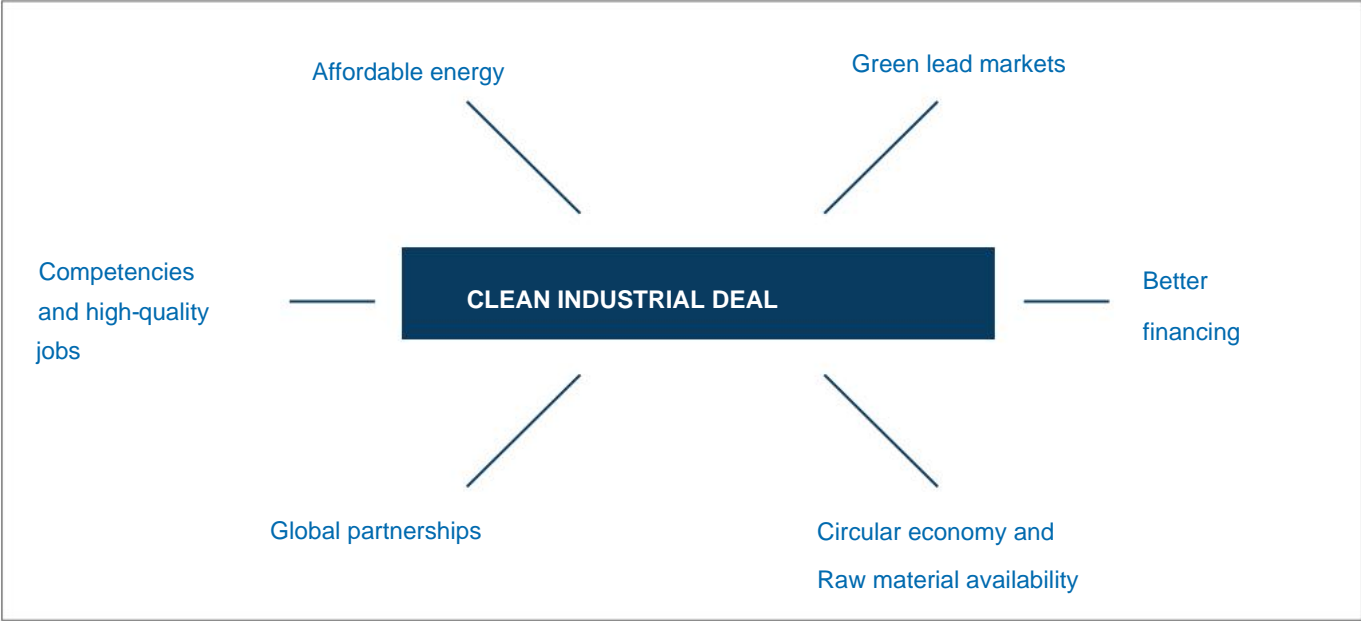 Affordable energy
Green lead markets
Competencies
and high-quality
jobs
CLEAN INDUSTRIAL DEAL
Better
financing
Global partnerships
Circular economy and
Raw material availability